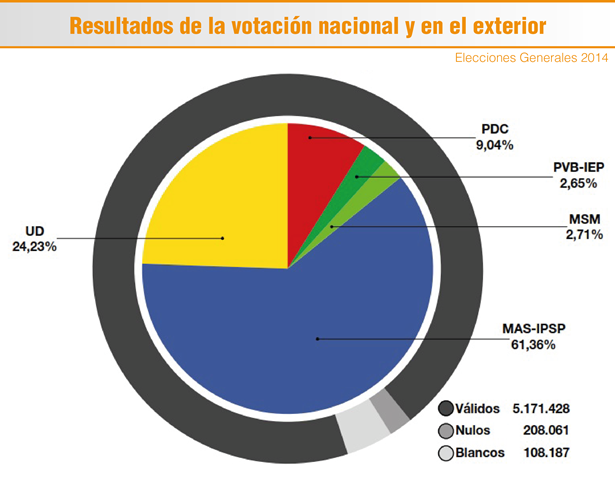 Resultados de la votación nacional y en el exterior
Elecciones Generales 2014
PDC
9,04%
PVB-IEP
2,65%
MSM
2,71%
UD
24,23%
MAS-IPSP
61,36%
Válidos 5.171.428
Nulos 208.061
Blancos 108.187